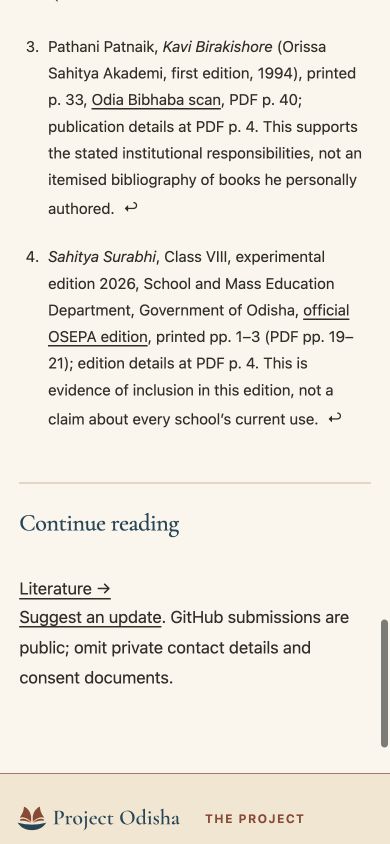 3. Pathani Patnaik, Kavi Birakishore (Orissa
Sahitya Akademi, first edition, 1994), printed
p. 33, Odia Bibhaba scan, PDF p. 40;
publication details at PDF p. 4. This supports
the stated institutional responsibilities, not an
itemised bibliography of books he personally
authored. ↩
4. Sahitya Surabhi, Class VIII, experimental
edition 2026, School and Mass Education
Department, Government of Odisha, official
OSEPA edition, printed pp. 1–3 (PDF pp. 19–
21); edition details at PDF p. 4. This is
evidence of inclusion in this edition, not a
claim about every school’s current use. ↩
Continue reading
Literature →
Suggest an update. GitHub submissions are
public; omit private contact details and
consent documents.
Project Odisha THE PROJECT